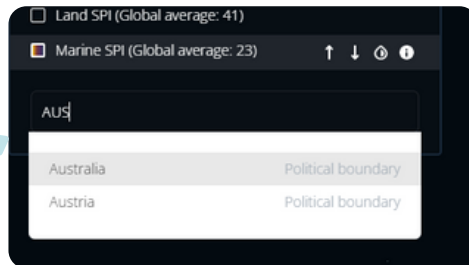 Land SPI (Global average: 41)
Marine SPI (Global average: 23)
AUS
Australia Political boundary
Austria Political boundary